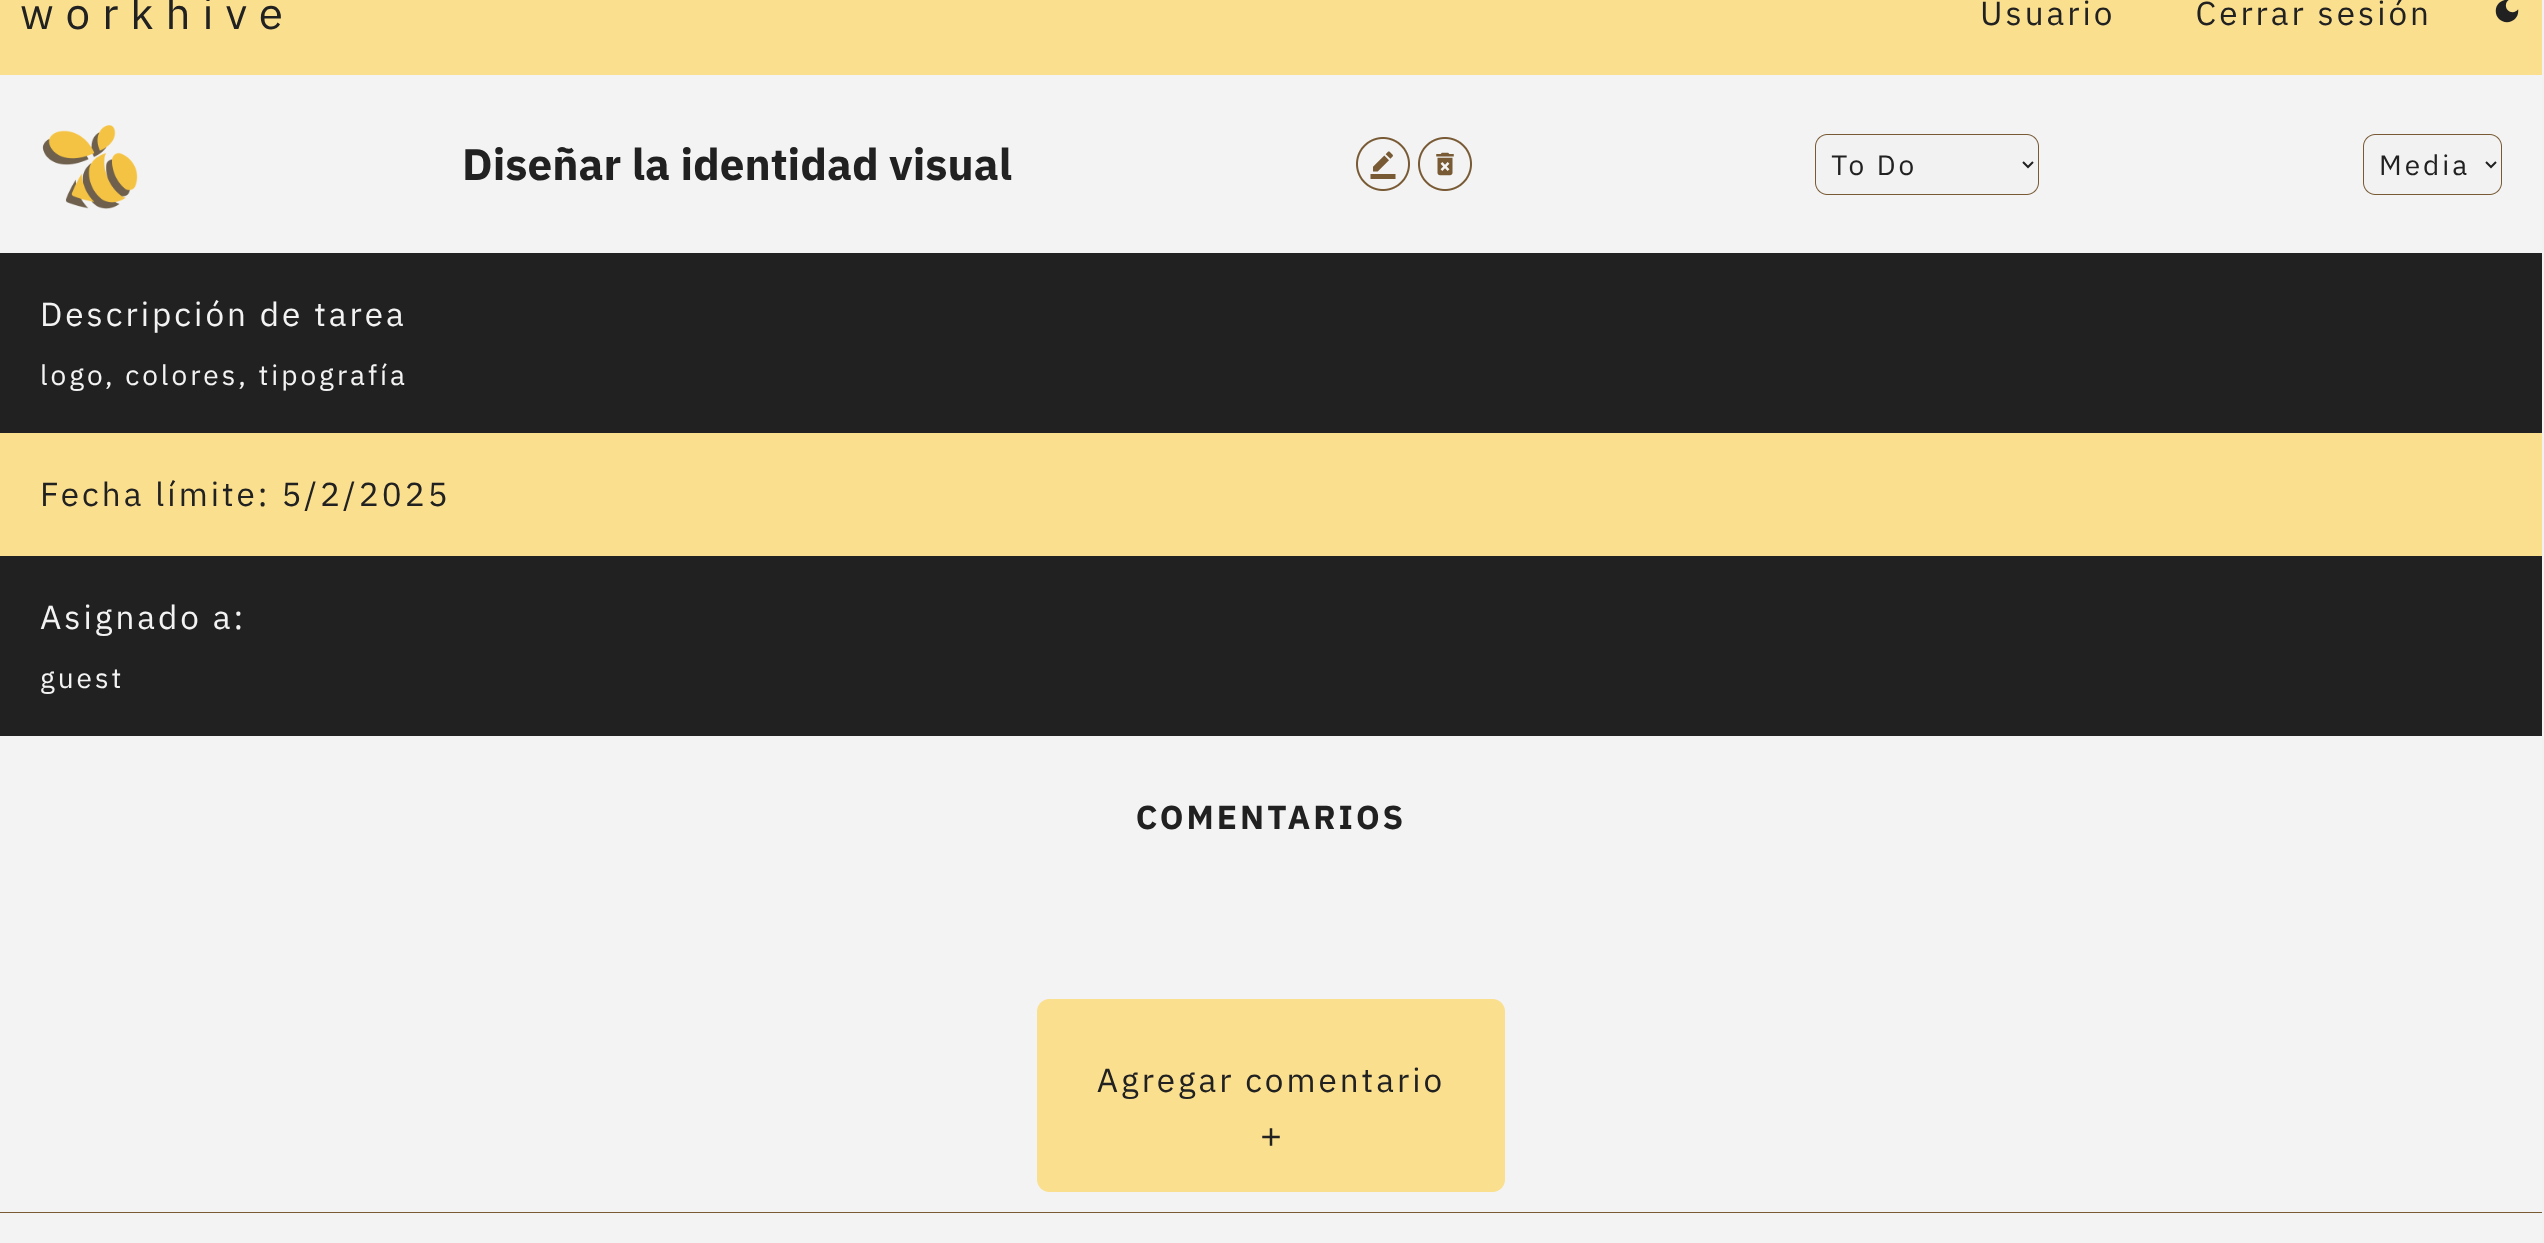 workhive
Usuario
Cerrar sesión
Diseñar la identidad visual
To Do
Media
Descripción de tarea
logo, colores, tipografía
Fecha límite: 5/2/2025
Asignado a:
guest
COMENTARIOS
Agregar comentario
+